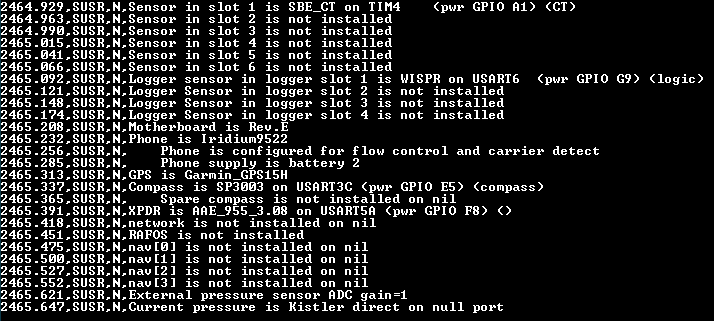 2464.929,SUSR,N,Sensor in slot 1 is SBE_CT on TIM4    (pwr GPIO A1) (CT)
2464.963,SUSR,N,Sensor in slot 2 is not installed
2464.990,SUSR,N,Sensor in slot 3 is not installed
2465.015,SUSR,N,Sensor in slot 4 is not installed
2465.041,SUSR,N,Sensor in slot 5 is not installed
2465.066,SUSR,N,Sensor in slot 6 is not installed
2465.092,SUSR,N,Logger Sensor in logger slot 1 is WISPR on USART6  (pwr GPIO G9) (logic)
2465.121,SUSR,N,Logger Sensor in logger slot 2 is not installed
2465.148,SUSR,N,Logger Sensor in logger slot 3 is not installed
2465.174,SUSR,N,Logger Sensor in logger slot 4 is not installed
2465.208,SUSR,N,Motherboard is Rev.E
2465.232,SUSR,N,Phone is Iridium9522
2465.256,SUSR,N,    Phone is configured for flow control and carrier detect
2465.285,SUSR,N,    Phone supply is battery 2
2465.313,SUSR,N,GPS is Garmin_GPS15H
2465.337,SUSR,N,Compass is SP3003 on USART3C (pwr GPIO E5) (compass)
2465.365,SUSR,N,    Spare compass is not installed on nil
2465.391,SUSR,N,XPDR is AAE_955_3.08 on USART5A (pwr GPIO F8) ()
2465.418,SUSR,N,network is not installed on nil
2465.451,SUSR,N,RAFOS is not installed
2465.475,SUSR,N,nav[0] is not installed on nil
2465.500,SUSR,N,nav[1] is not installed on nil
2465.527,SUSR,N,nav[2] is not installed on nil
2465.552,SUSR,N,nav[3] is not installed on nil
2465.621,SUSR,N,External pressure sensor ADC gain=1
2465.647,SUSR,N,Current pressure is Kistler direct on null port